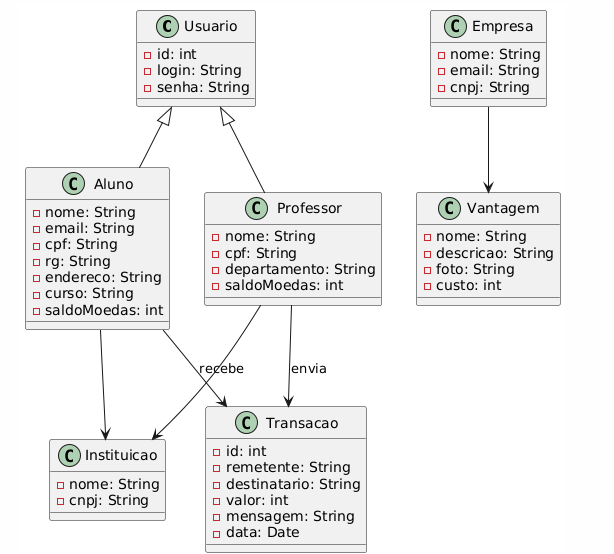 C Usuario
id: int
login: String
senha: String
C Empresa
nome: String
email: String
cnpj: String
C Aluno
nome: String
email: String
cpf: String
rg: String
endereco: String
curso: String
saldoMoedas: int
C Professor
nome: String
cpf: String
departamento: String
saldoMoedas: int
C Vantagem
nome: String
descricao: String
foto: String
custo: int
recebe
envia
C Instituicao
nome: String
cnpj: String
C Transacao
id: int
remetente: String
destinatario: String
valor: int
mensagem: String
data: Date